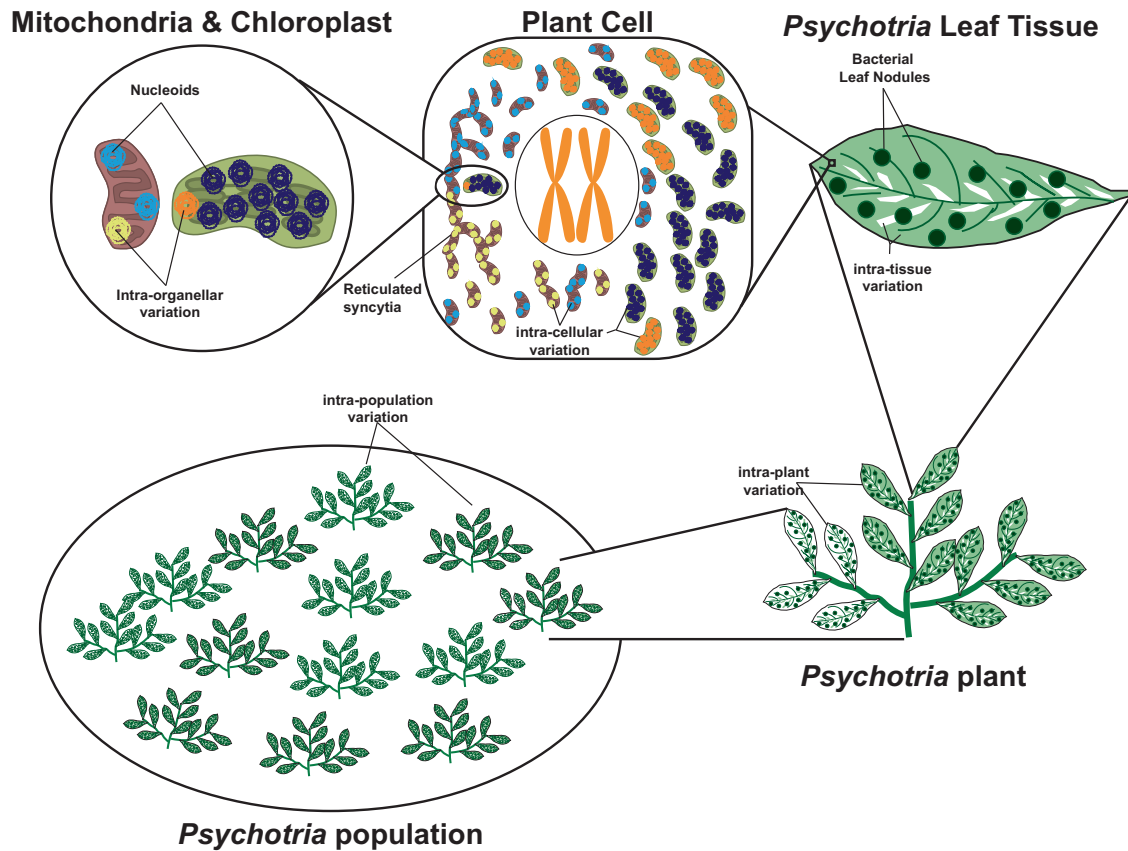 Mitochondria & Chloroplast
Plant Cell
Psychotria Leaf Tissue
Nucleoids
Intra-organellar
variation
Reticulated
syncytia
intra-cellular
variation
Bacterial
Leaf Nodules
intra-tissue
variation
intra-population
variation
intra-plant
variation
Psychotria plant
Psychotria population